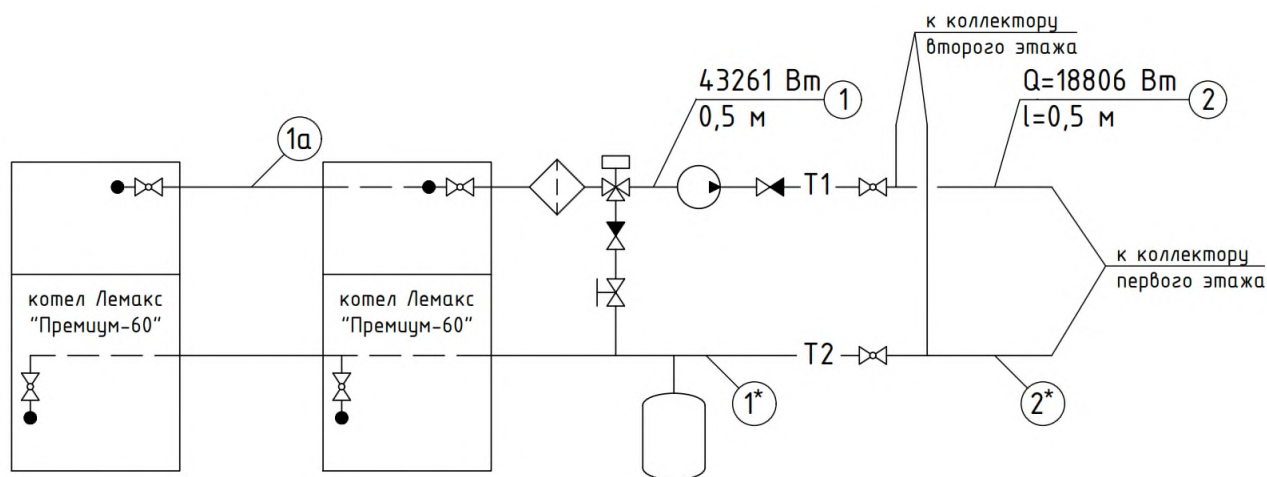 к коллектору
второго этажа
43261 Вт
0,5 м
1
Q=18806 Вт
l=0,5 м
2
1а
Т1
к коллектору
первого этажа
котел Лемакс
"Премиум-60"
котел Лемакс
"Премиум-60"
Т2
1*
2*